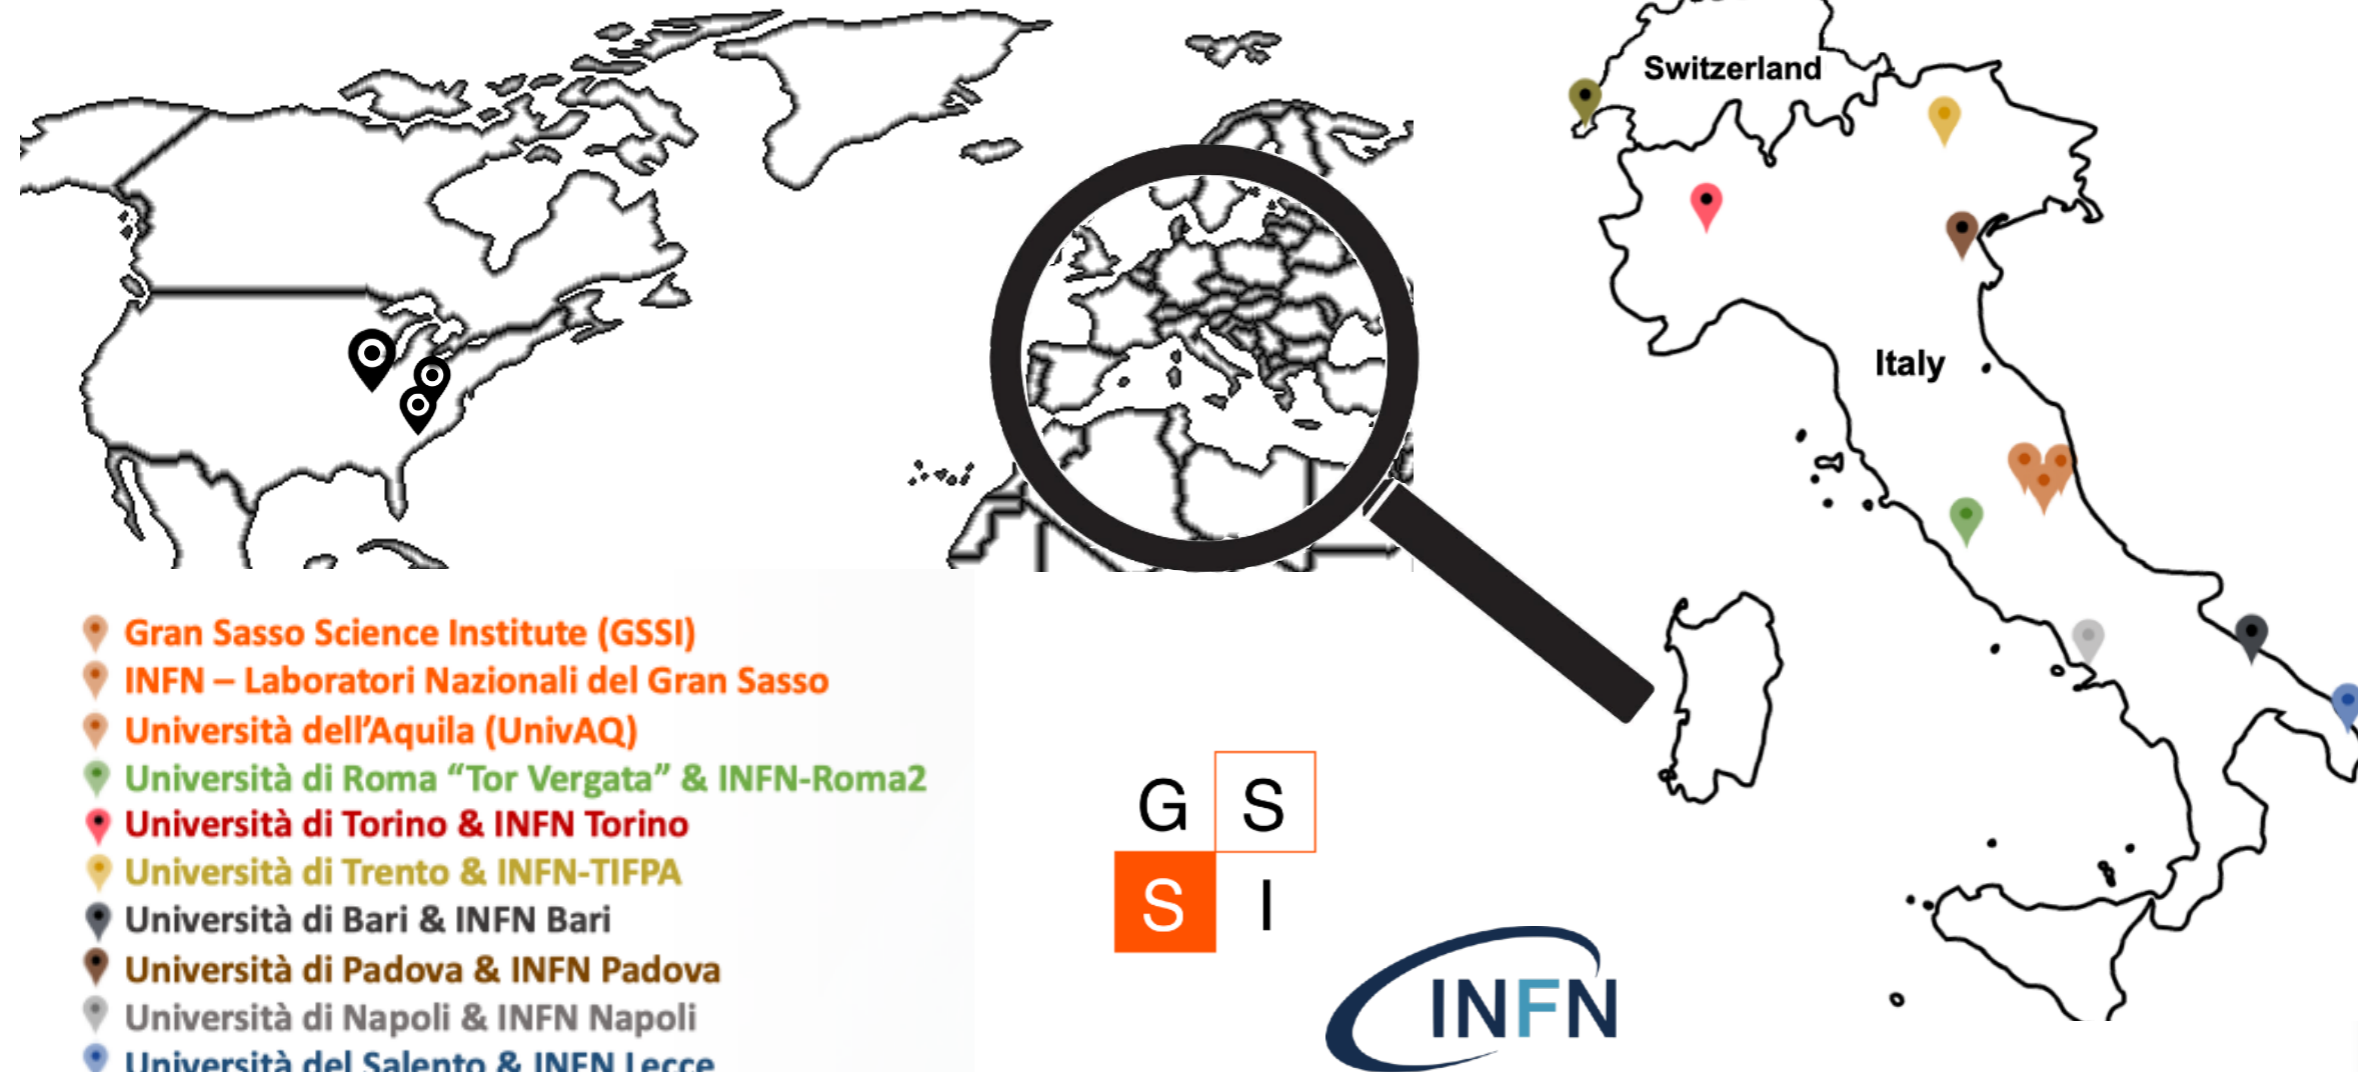 Switzerland
Italy
Gran Sasso Science Institute (GSSI)
INFN – Laboratori Nazionali del Gran Sasso
Università dell’Aquila (UnivAQ)
Università di Roma “Tor Vergata” & INFN-Roma2
Università di Torino & INFN Torino
Università di Trento & INFN-TIFPA
Università di Bari & INFN Bari
Università di Padova & INFN Padova
Università di Napoli & INFN Napoli
Università del Salento & INFN Lecce
G S
S I
INFN